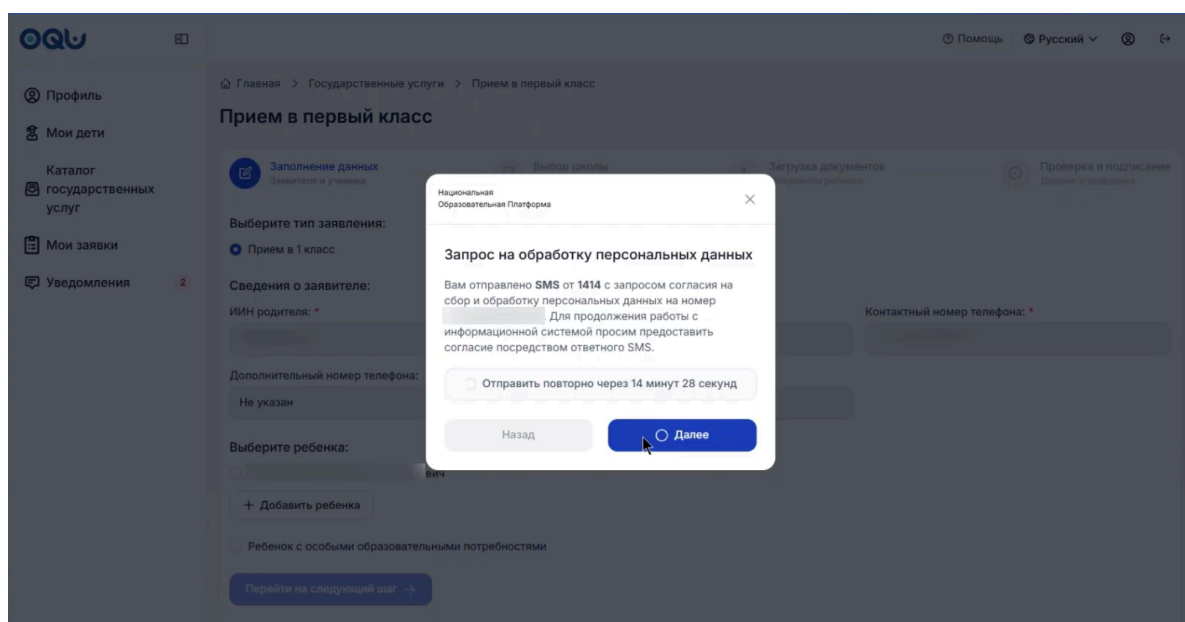 OQU
Помощь
Русский
Профиль
Мои дети
Каталог
государственных
услуг
Мои заявки
Уведомления 2
Главная > Государственные услуги > Прием в первый класс
Прием в первый класс
Заполнение данных
Заявителя и ученика
Выбор школы
Загрузка документов
Документы ребенка
Проверка и подписание
Данные о заявлении
Выберите тип заявления:
Прием в 1 класс
Сведения о заявителе:
ИИН родителя: *
Контактный номер телефона: *
Дополнительный номер телефона:
Не указан
Выберите ребенка:
вич
+ Добавить ребенка
Ребенок с особыми образовательными потребностями
Перейти на следующий шаг →
Национальная
Образовательная Платформа
Запрос на обработку персональных данных
Вам отправлено SMS от 1414 с запросом согласия на
сбор и обработку персональных данных на номер
. Для продолжения работы с
информационной системой просим предоставить
согласие посредством ответного SMS.
Отправить повторно через 14 минут 28 секунд
Назад
Далее